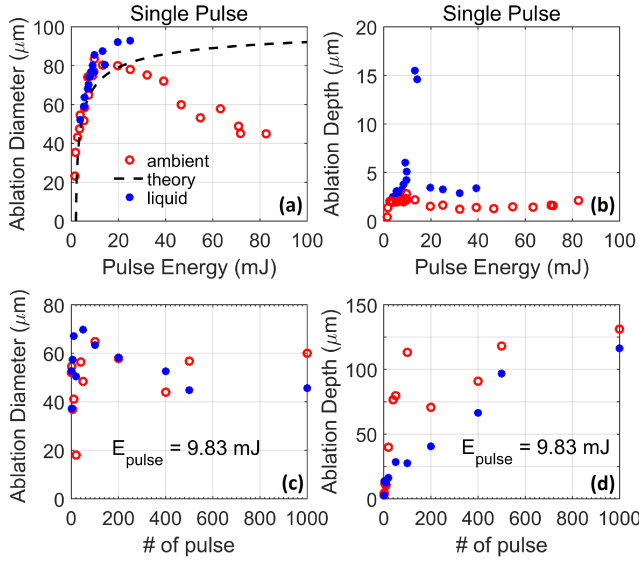 Single Pulse
Ablation Diameter (μm)
100
80
60
40
20
0
ambient
theory
liquid
(a)
0 20 40 60 80 100
Pulse Energy (mJ)
Single Pulse
Ablation Depth (μm)
20
15
10
5
0
(b)
0 20 40 60 80 100
Pulse Energy (mJ)
Ablation Diameter (μm)
80
60
40
20
0
E_pulse = 9.83 mJ
(c)
0 200 400 600 800 1000
# of pulse
Ablation Depth (μm)
150
125
100
75
50
25
0
E_pulse = 9.83 mJ
(d)
0 200 400 600 800 1000
# of pulse